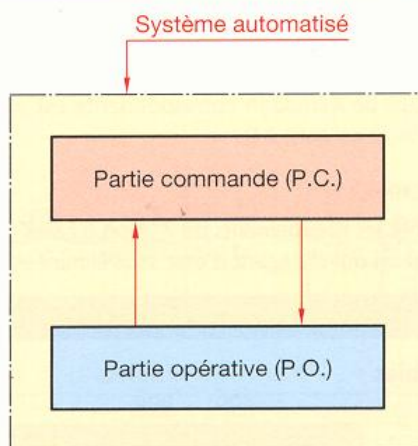 Système automatisé
Partie commande (P.C.)
Partie opérative (P.O.)